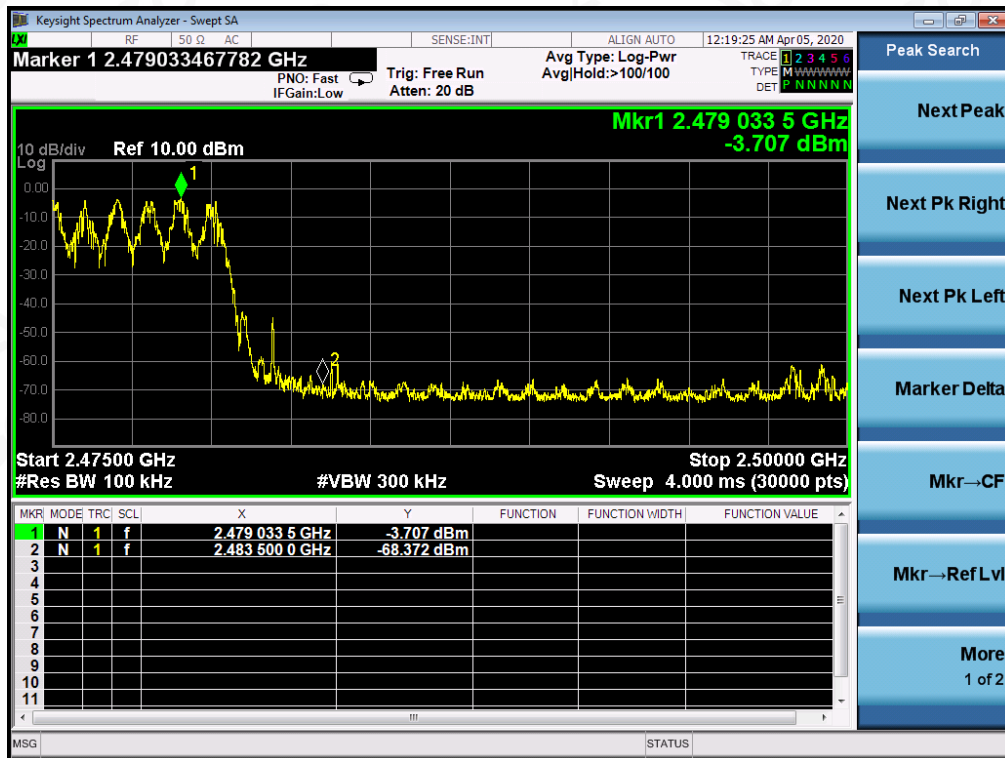 Keysight Spectrum Analyzer - Swept SA
LXI RF 50 Ω AC SENSE:INT ALIGN AUTO 12:19:25 AM Apr 05, 2020
Marker 1 2.479033467782 GHz
PNO: Fast
IFGain:Low
Trig: Free Run
Atten: 20 dB
Avg Type: Log-Pwr
Avg|Hold:>100/100
TRACE 1 2 3 4 5 6
TYPE M WWWWW
DET P N N N N N
Peak Search
Mkr1 2.479 033 5 GHz
-3.707 dBm
10 dB/div Ref 10.00 dBm
Log
1
0.00
-10.0
-20.0
-30.0
-40.0
-50.0
-60.0
-70.0
-80.0
2
Start 2.47500 GHz Stop 2.50000 GHz
#Res BW 100 kHz #VBW 300 kHz Sweep 4.000 ms (30000 pts)
MKR MODE TRC SCL X Y FUNCTION FUNCTION WIDTH FUNCTION VALUE
1 N 1 f 2.479 033 5 GHz -3.707 dBm
2 N 1 f 2.483 500 0 GHz -68.372 dBm
3
4
5
6
7
8
9
10
11
MSG STATUS
Next Peak
Next Pk Right
Next Pk Left
Marker Delta
Mkr→CF
Mkr→Ref Lvl
More
1 of 2